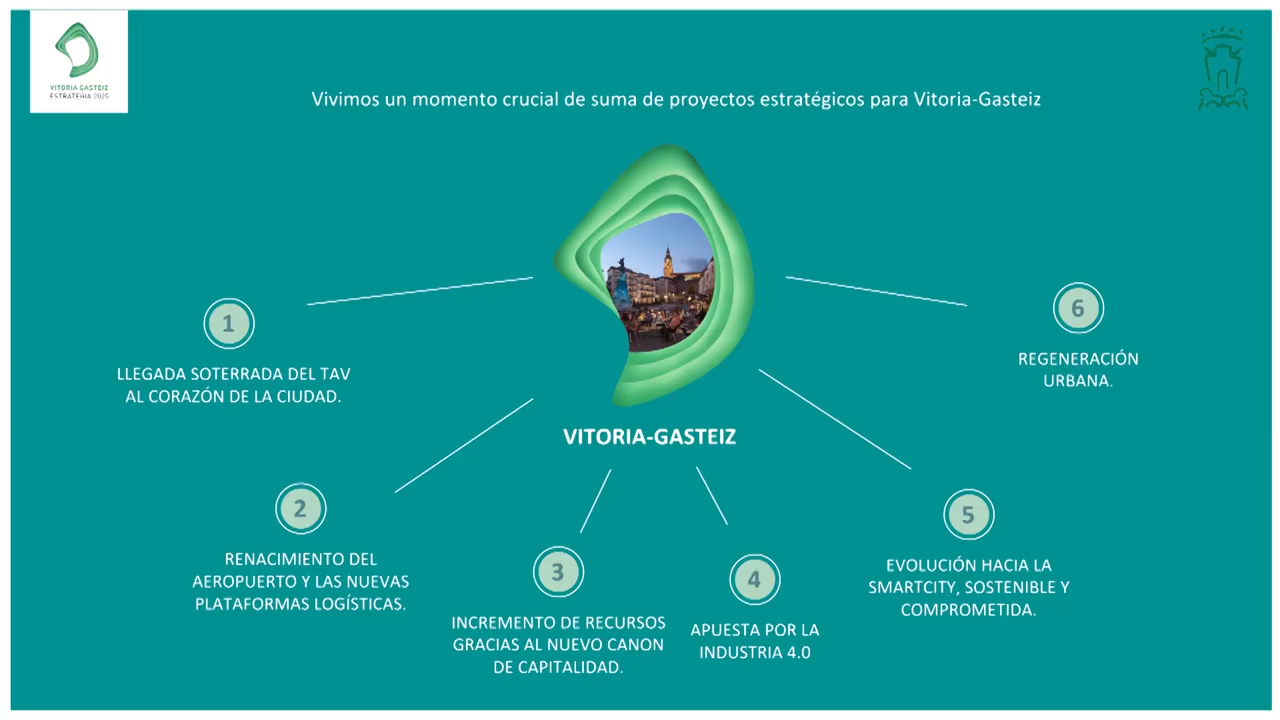 VITORIA-GASTEIZ
ESTRATEGIA 2025
Vivimos un momento crucial de suma de proyectos estratégicos para Vitoria-Gasteiz
1
LLEGADA SOTERRADA DEL TAV
AL CORAZÓN DE LA CIUDAD.
2
RENACIMIENTO DEL
AEROPUERTO Y LAS NUEVAS
PLATAFORMAS LOGÍSTICAS.
VITORIA-GASTEIZ
3
INCREMENTO DE RECURSOS
GRACIAS AL NUEVO CANON
DE CAPITALIDAD.
4
APUESTA POR LA
INDUSTRIA 4.0
5
EVOLUCIÓN HACIA LA
SMARTCITY, SOSTENIBLE Y
COMPROMETIDA.
6
REGENERACIÓN
URBANA.